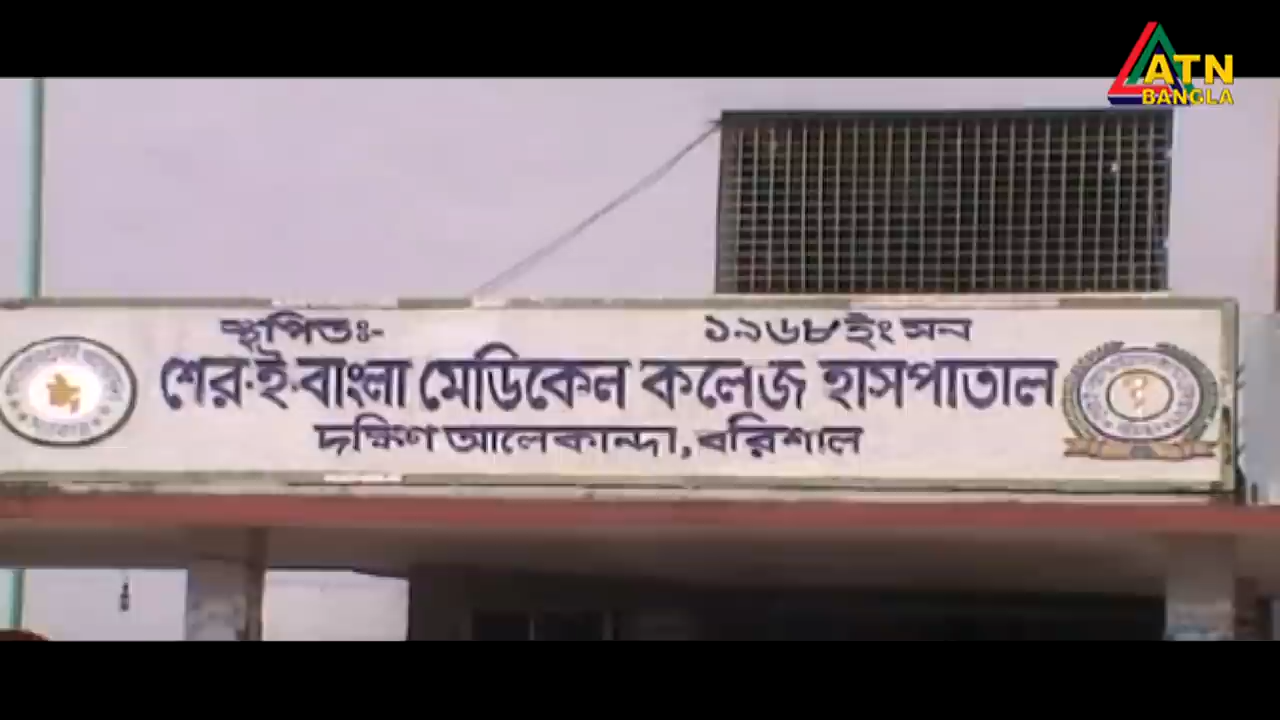 ATN
BANGLA
স্থাপিতঃ- ১৯৬৮ইং সন
শের-ই-বাংলা মেডিকেল কলেজ হাসপাতাল
দক্ষিণ আলেকান্দা, বরিশাল